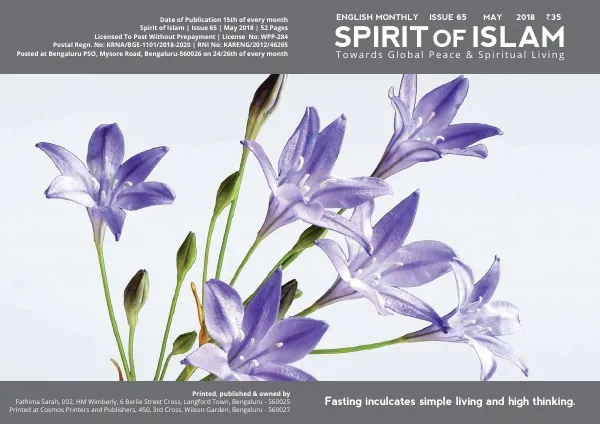 Date of Publication 15th of every month
Spirit of Islam | Issue 65 | May 2018 | 52 Pages
Licensed To Post Without Prepayment | License No: WPP-284
Postal Regn. No: KRNA/BGE-1101/2018-2020 | RNI No: KARENG/2012/46265
Posted at Bengaluru PSO, Mysore Road, Bengaluru-560026 on 24/26th of every month
ENGLISH MONTHLY ISSUE 65 MAY 2018 ₹35
SPIRIT OF ISLAM
Towards Global Peace & Spiritual Living
Printed, published & owned by
Fathima Sarah, 002, HM Wimberly, 6 Berlie Street Cross, Langford Town, Bengaluru - 560025
Printed at Cosmos Printers and Publishers, 450, 3rd Cross, Wilson Garden, Bengaluru - 560027
Fasting inculcates simple living and high thinking.